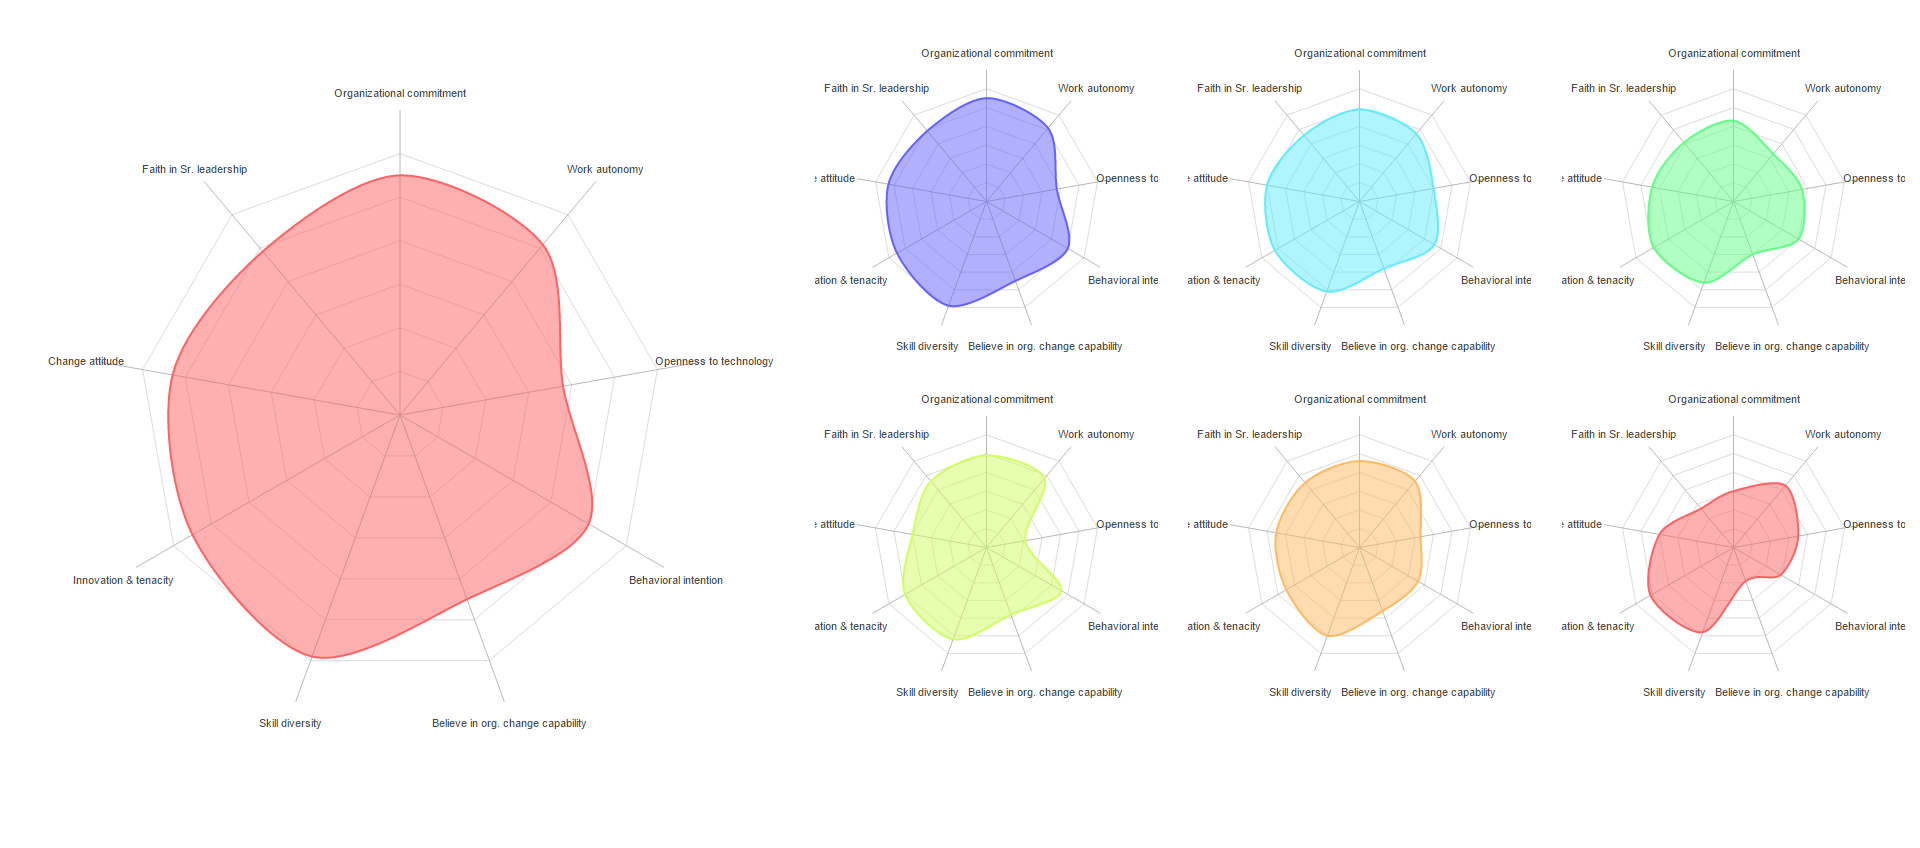 Organizational commitment
Faith in Sr. leadership
Work autonomy
Change attitude
Openness to technology
Innovation & tenacity
Behavioral intention
Skill diversity
Believe in org. change capability
Organizational commitment
Faith in Sr. leadership
Work autonomy
attitude
Openness to
ation & tenacity
Behavioral inte
Skill diversity
Believe in org. change capability
Organizational commitment
Faith in Sr. leadership
Work autonomy
attitude
Openness to
ation & tenacity
Behavioral inte
Skill diversity
Believe in org. change capability
Organizational commitment
Faith in Sr. leadership
Work autonomy
attitude
Openness to
ation & tenacity
Behavioral inte
Skill diversity
Believe in org. change capability
Organizational commitment
Faith in Sr. leadership
Work autonomy
attitude
Openness to
ation & tenacity
Behavioral inte
Skill diversity
Believe in org. change capability
Organizational commitment
Faith in Sr. leadership
Work autonomy
attitude
Openness to
ation & tenacity
Behavioral inte
Skill diversity
Believe in org. change capability
Organizational commitment
Faith in Sr. leadership
Work autonomy
attitude
Openness to
ation & tenacity
Behavioral inte
Skill diversity
Believe in org. change capability